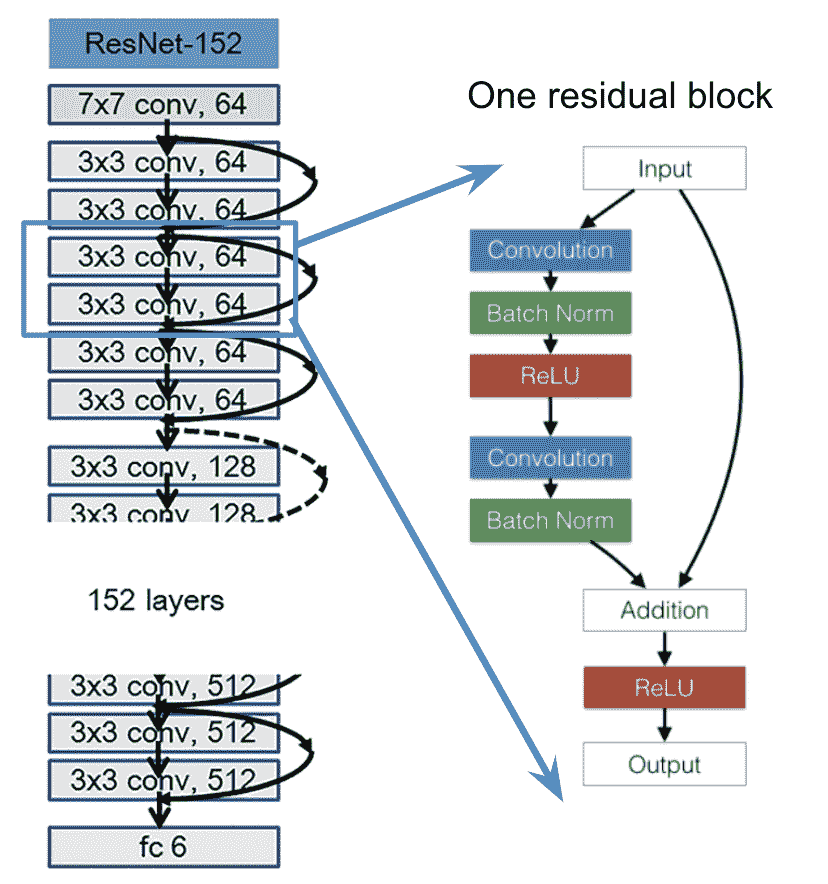 ResNet-152
7x7 conv, 64
3x3 conv, 64
3x3 conv, 64
3x3 conv, 64
3x3 conv, 64
3x3 conv, 64
3x3 conv, 64
3x3 conv, 128
3x3 conv, 128
152 layers
3x3 conv, 512
3x3 conv, 512
3x3 conv, 512
fc 6
One residual block
Input
Convolution
Batch Norm
ReLU
Convolution
Batch Norm
Addition
ReLU
Output